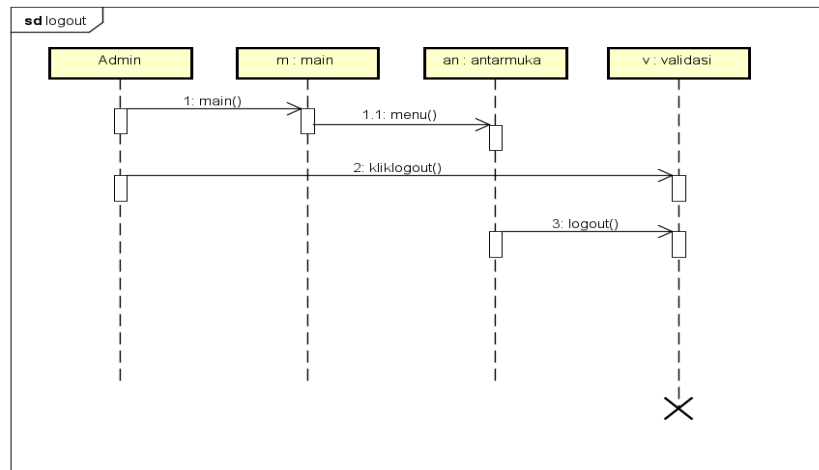 sd logout
Admin
m : main
an : antarmuka
v : validasi
1: main()
1.1: menu()
2: kliklogout()
3: logout()